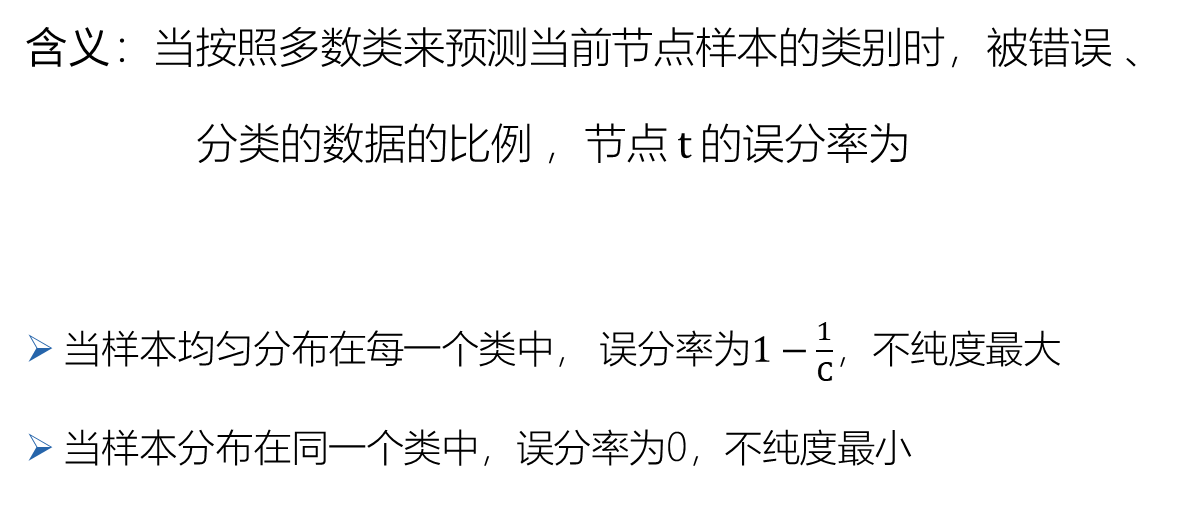 含义：当按照多数类来预测当前节点样本的类别时，被错误 、
分类的数据的比例 ，节点 t 的误分率为
➢ 当样本均匀分布在每一个类中， 误分率为1 − 1/C，不纯度最大
➢ 当样本分布在同一个类中，误分率为0，不纯度最小